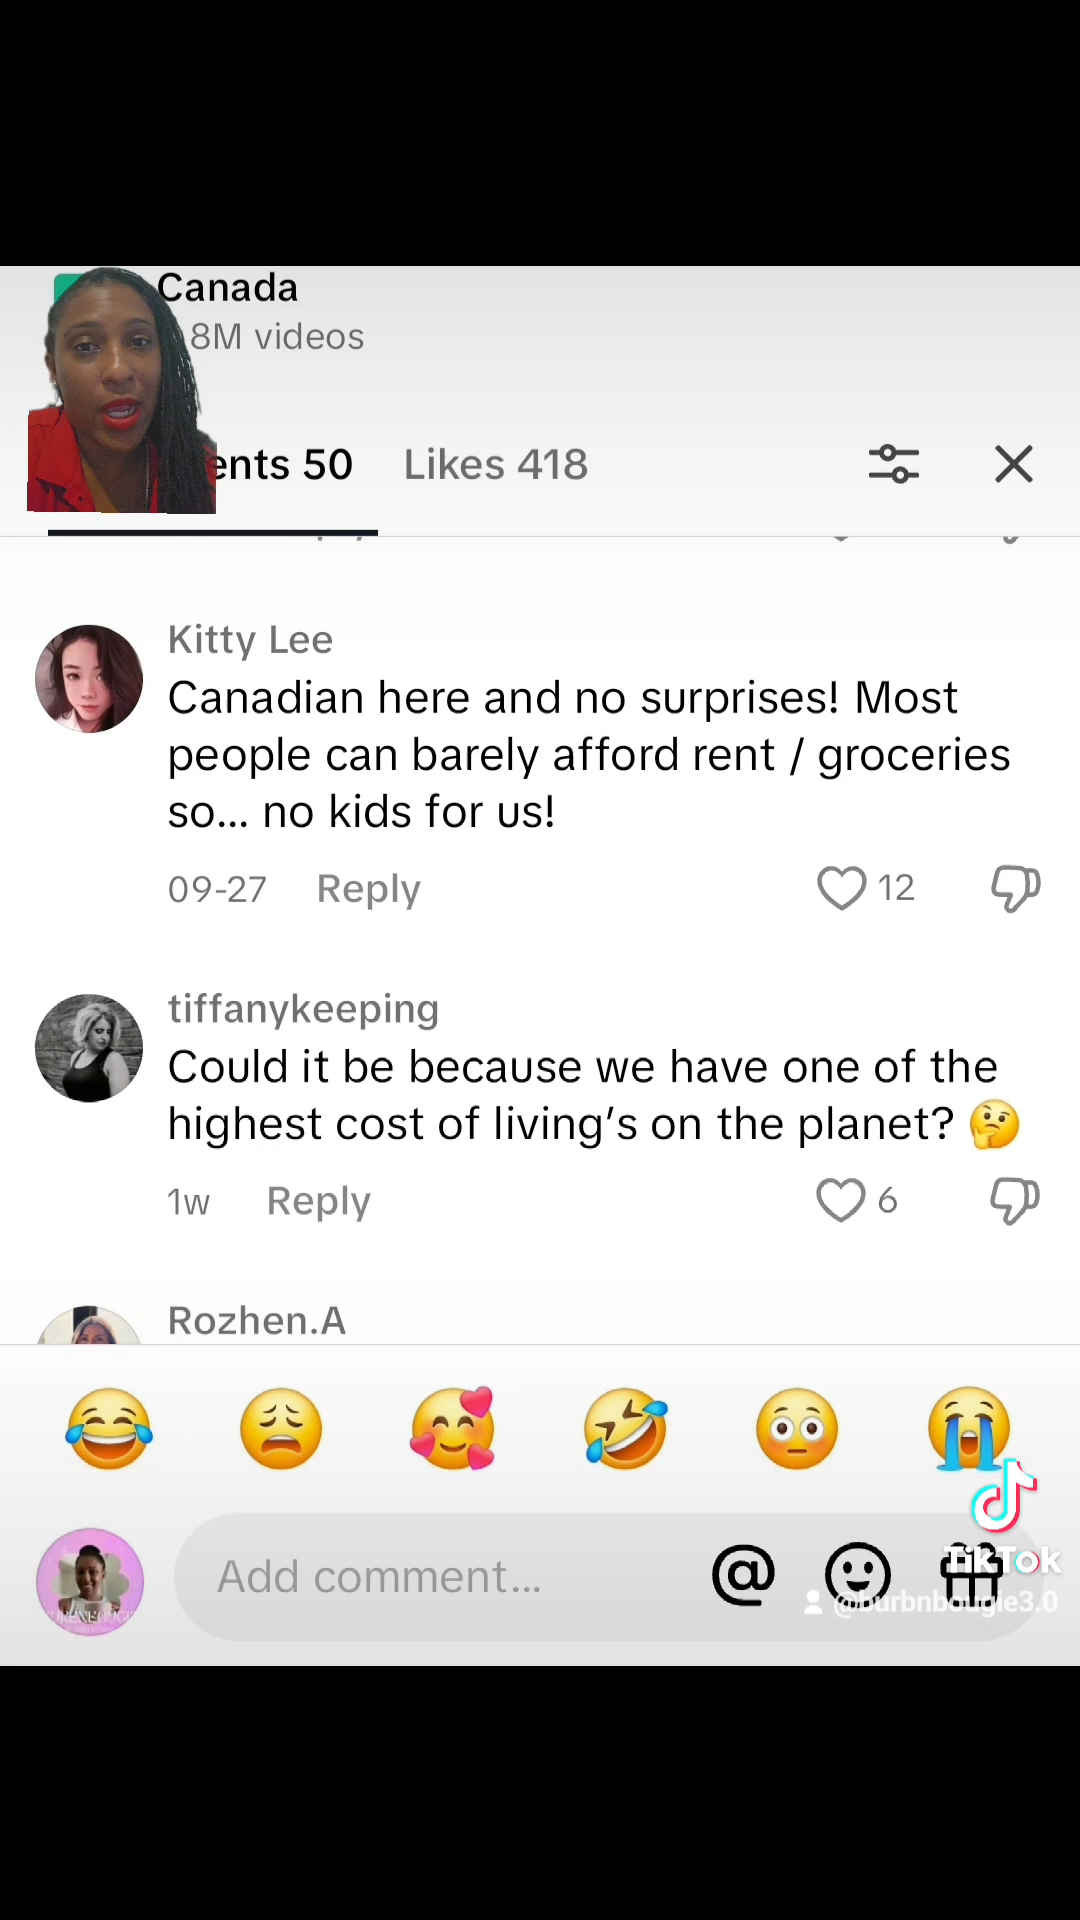 Canada
8M videos
ents 50
Likes 418
Kitty Lee
Canadian here and no surprises! Most
people can barely afford rent / groceries
so... no kids for us!
09-27 Reply 12
tiffanykeeping
Could it be because we have one of the
highest cost of living's on the planet? 🤔
1w Reply 6
Rozhen.A
Add comment...
TikTok
@burbnbougie3.0